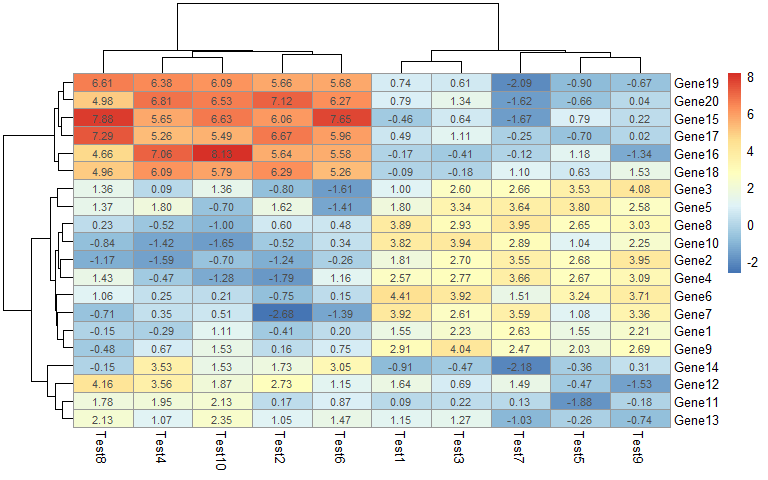 6.61 6.38 6.09 5.66 5.68 0.74 0.61 -2.09 -0.90 -0.67 Gene19
4.98 6.81 6.53 7.12 6.27 0.79 1.34 -1.62 -0.66 0.04 Gene20
7.88 5.65 6.63 6.06 7.65 -0.46 0.64 -1.67 0.79 0.22 Gene15
7.29 5.26 5.49 6.67 5.96 0.49 1.11 -0.25 -0.70 0.02 Gene17
4.66 7.06 8.13 5.64 5.58 -0.17 -0.41 -0.12 1.18 -1.34 Gene16
4.96 6.09 5.79 6.29 5.26 -0.09 -0.18 1.10 0.63 1.53 Gene18
1.36 0.09 1.36 -0.80 -1.61 1.00 2.60 2.66 3.53 4.08 Gene3
1.37 1.80 -0.70 1.62 -1.41 1.80 3.34 3.64 3.80 2.58 Gene5
0.23 -0.52 -1.00 0.60 0.48 3.89 2.93 3.95 2.65 3.03 Gene8
-0.84 -1.42 -1.65 -0.52 0.34 3.82 3.94 2.89 1.04 2.25 Gene10
-1.17 -1.59 -0.70 -1.24 -0.26 1.81 2.70 3.55 2.68 3.95 Gene2
1.43 -0.47 -1.28 -1.79 1.16 2.57 2.77 3.66 2.67 3.09 Gene4
1.06 0.25 0.21 -0.75 0.15 4.41 3.92 1.51 3.24 3.71 Gene6
-0.71 0.35 0.51 -2.68 -1.39 3.92 2.61 3.59 1.08 3.36 Gene7
-0.15 -0.29 1.11 -0.41 0.20 1.55 2.23 2.63 1.55 2.21 Gene1
-0.48 0.67 1.53 0.16 0.75 2.91 4.04 2.47 2.03 2.69 Gene9
-0.15 3.53 1.53 1.73 3.05 -0.91 -0.47 -2.18 -0.36 0.31 Gene14
4.16 3.56 1.87 2.73 1.15 1.64 0.69 1.49 -0.47 -1.53 Gene12
1.78 1.95 2.13 0.17 0.87 0.09 0.22 0.13 -1.88 -0.18 Gene11
2.13 1.07 2.35 1.05 1.47 1.15 1.27 -1.03 -0.26 -0.74 Gene13
Test8 Test4 Test10 Test2 Test6 Test1 Test3 Test7 Test5 Test9
8
6
4
2
0
-2